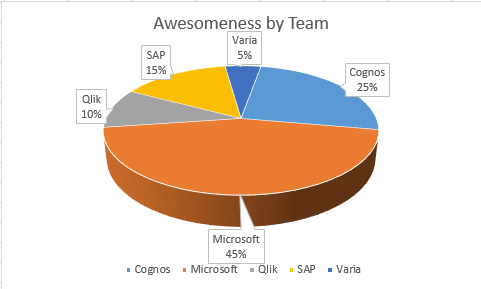 Awesomeness by Team
Varia
5%
SAP
15%
Cognos
25%
Qlik
10%
Microsoft
45%
Cognos Microsoft Qlik SAP Varia